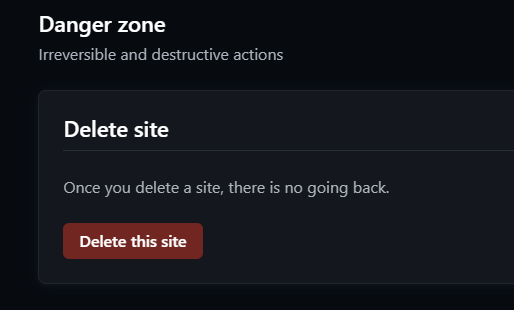 Danger zone
Irreversible and destructive actions
Delete site
Once you delete a site, there is no going back.
Delete this site